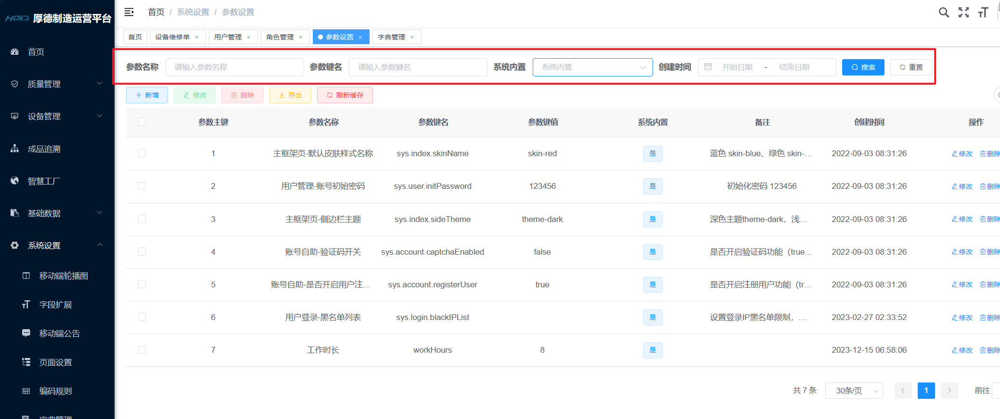 HOLD 厚德制造运营平台
首页 / 系统设置 / 参数设置
首页 设备维修单 × 用户管理 × 角色管理 × 参数设置 × 字典管理 ×
首页
质量管理
设备管理
成品追溯
智慧工厂
基础数据
系统设置
移动端轮播图
字段扩展
移动端公告
页面设置
编码规则
字典管理
参数名称 请输入参数名称 参数键名 请输入参数键名 系统内置 系统内置 创建时间 开始日期 - 结束日期 搜索 重置
新增 修改 删除 导出 刷新缓存
参数主键 参数名称 参数键名 参数键值 系统内置 备注 创建时间 操作
1 主框架页-默认皮肤样式名称 sys.index.skinName skin-red 是 蓝色 skin-blue、绿色 skin-... 2022-09-03 08:31:26 修改 删除
2 用户管理-账号初始密码 sys.user.initPassword 123456 是 初始化密码 123456 2022-09-03 08:31:26 修改 删除
3 主框架页-侧边栏主题 sys.index.sideTheme theme-dark 是 深色主题theme-dark，浅... 2022-09-03 08:31:26 修改 删除
4 账号自助-验证码开关 sys.account.captchaEnabled false 是 是否开启验证码功能（true... 2022-09-03 08:31:26 修改 删除
5 账号自助-是否开启用户注... sys.account.registerUser true 是 是否开启注册用户功能（tr... 2022-09-03 08:31:26 修改 删除
6 用户登录-黑名单列表 sys.login.blackIPList 是 设置登录IP黑名单限制，... 2023-02-27 02:33:52 修改 删除
7 工作时长 workHours 8 是 2023-12-15 06:58:06 修改 删除
共 7 条 30条/页 1 前往